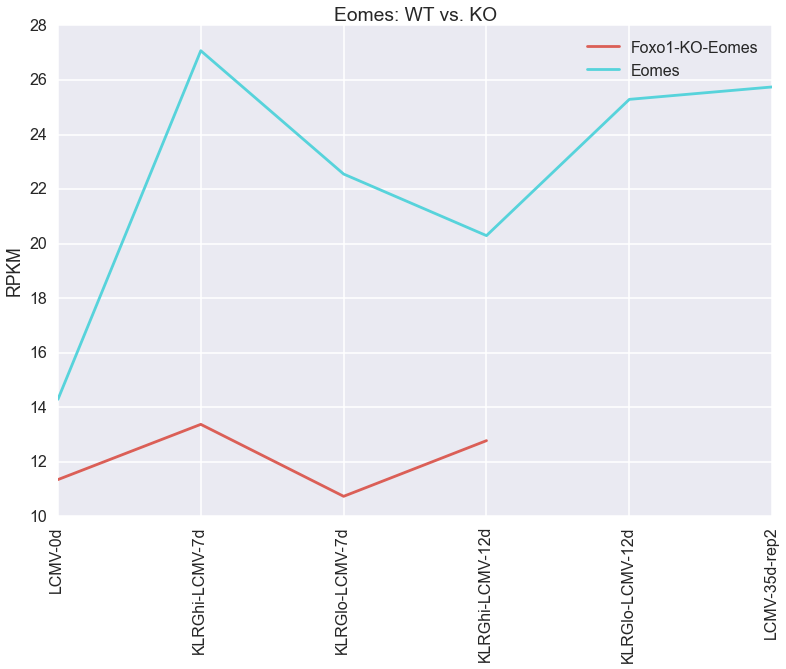 Eomes: WT vs. KO
Foxo1-KO-Eomes
Eomes
RPKM
28
26
24
22
20
18
16
14
12
10
LCMV-0d
KLRGhi-LCMV-7d
KLRGlo-LCMV-7d
KLRGhi-LCMV-12d
KLRGlo-LCMV-12d
LCMV-35d-rep2